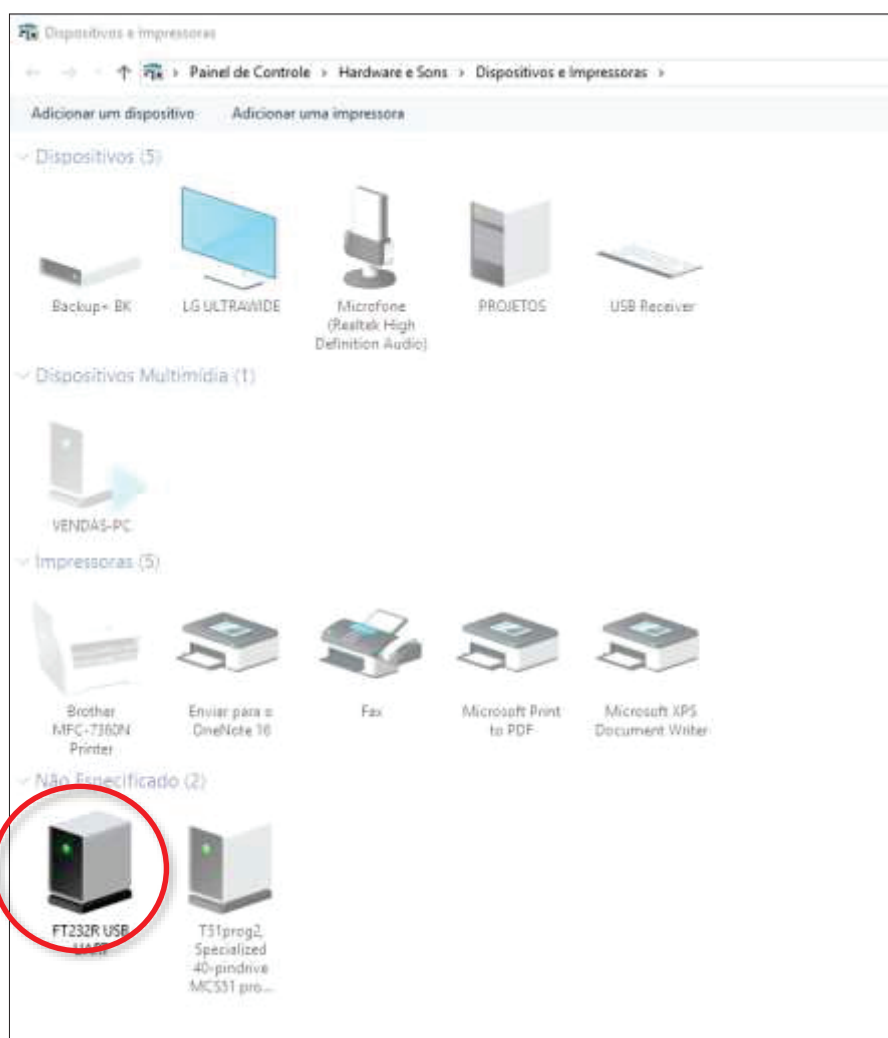 Dispositivos e Impressoras
Painel de Controle › Hardware e Sons › Dispositivos e Impressoras ›
Adicionar um dispositivo Adicionar uma impressora
Dispositivos (5)
Backup+ BK
LG ULTRAWIDE
Microfone
(Realtek High
Definition Audio)
PROJETOS
USB Receiver
Dispositivos Multimídia (1)
VENDAS-PC
Impressoras (5)
Brother
MFC-7360N
Printer
Enviar para o
OneNote 16
Fax
Microsoft Print
to PDF
Microsoft XPS
Document Writer
Não Especificado (2)
FT232R USB
UART
T51prog2,
Specialized
40-pindrive
MCS51 pro...